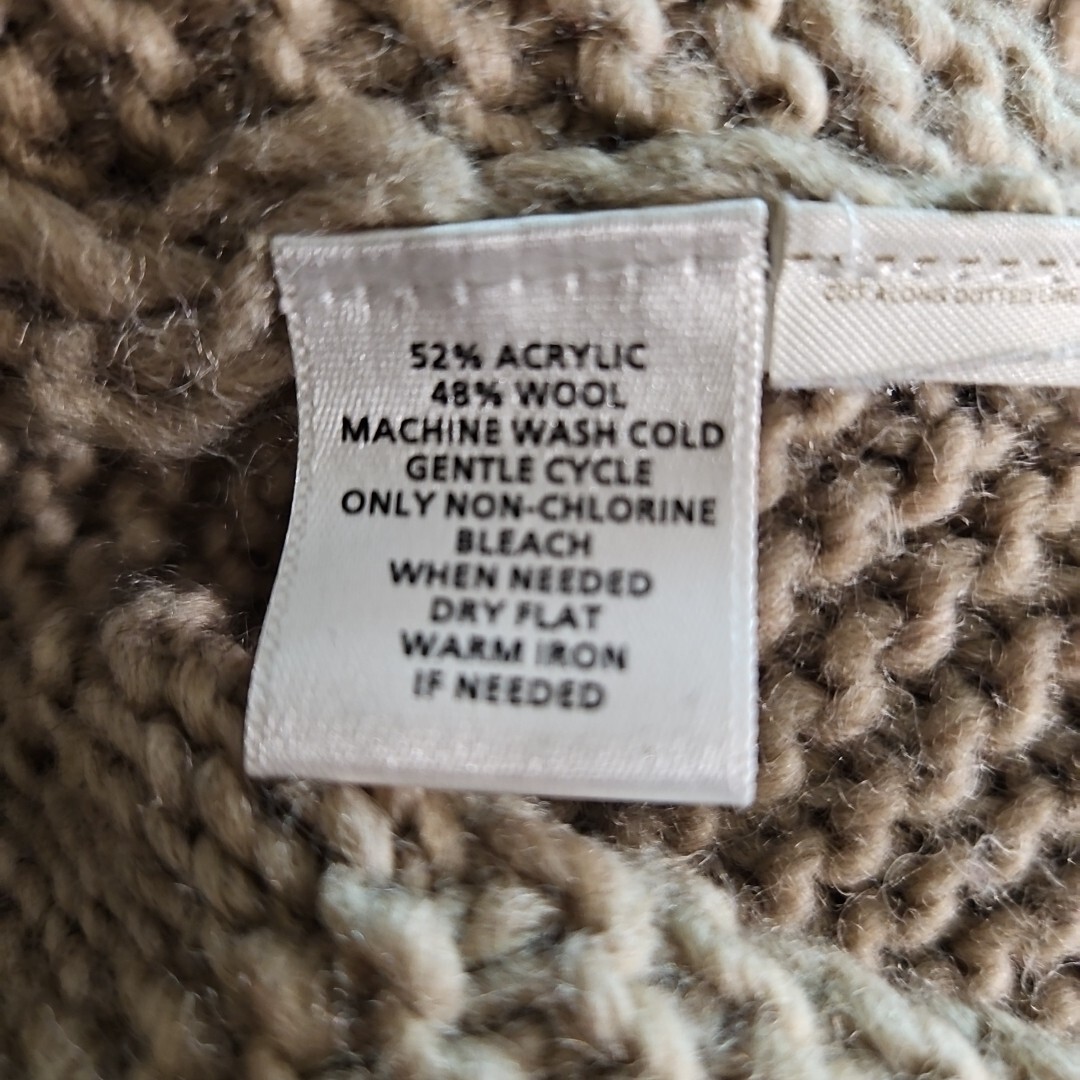 52% ACRYLIC
48% WOOL
MACHINE WASH COLD
GENTLE CYCLE
ONLY NON-CHLORINE
BLEACH
WHEN NEEDED
DRY FLAT
WARM IRON
IF NEEDED
CUT ALONG DOTTED LINE